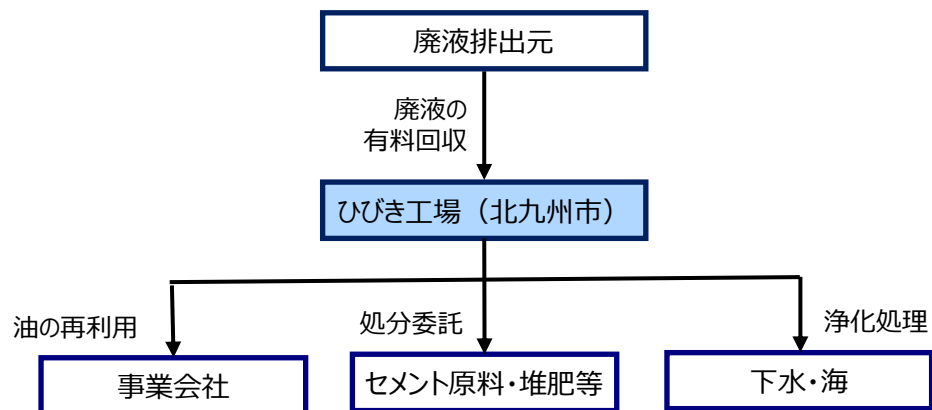 廃液排出元
廃液の
有料回収
ひびき工場（北九州市）
油の再利用
処分委託
浄化処理
事業会社
セメント原料・堆肥等
下水・海